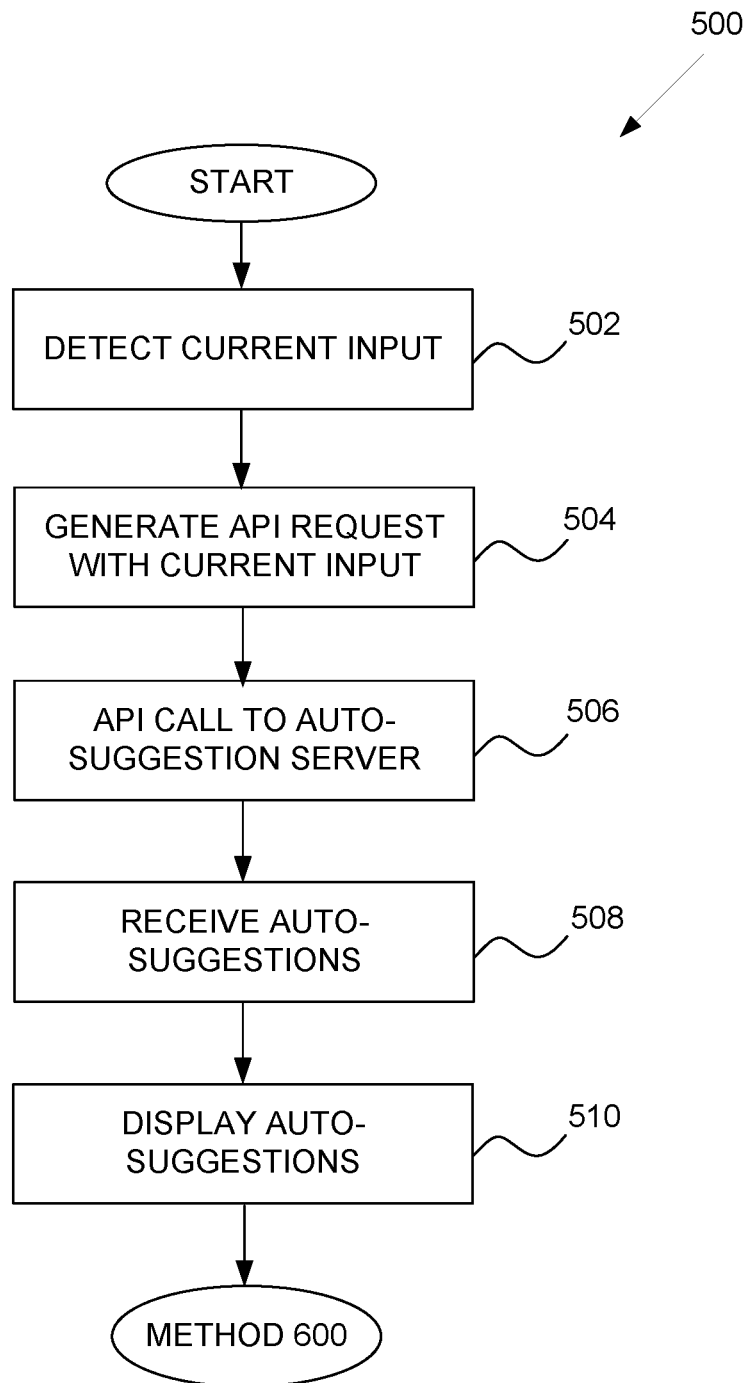 500
START
DETECT CURRENT INPUT
502
GENERATE API REQUEST
WITH CURRENT INPUT
504
API CALL TO AUTO-
SUGGESTION SERVER
506
RECEIVE AUTO-
SUGGESTIONS
508
DISPLAY AUTO-
SUGGESTIONS
510
METHOD 600